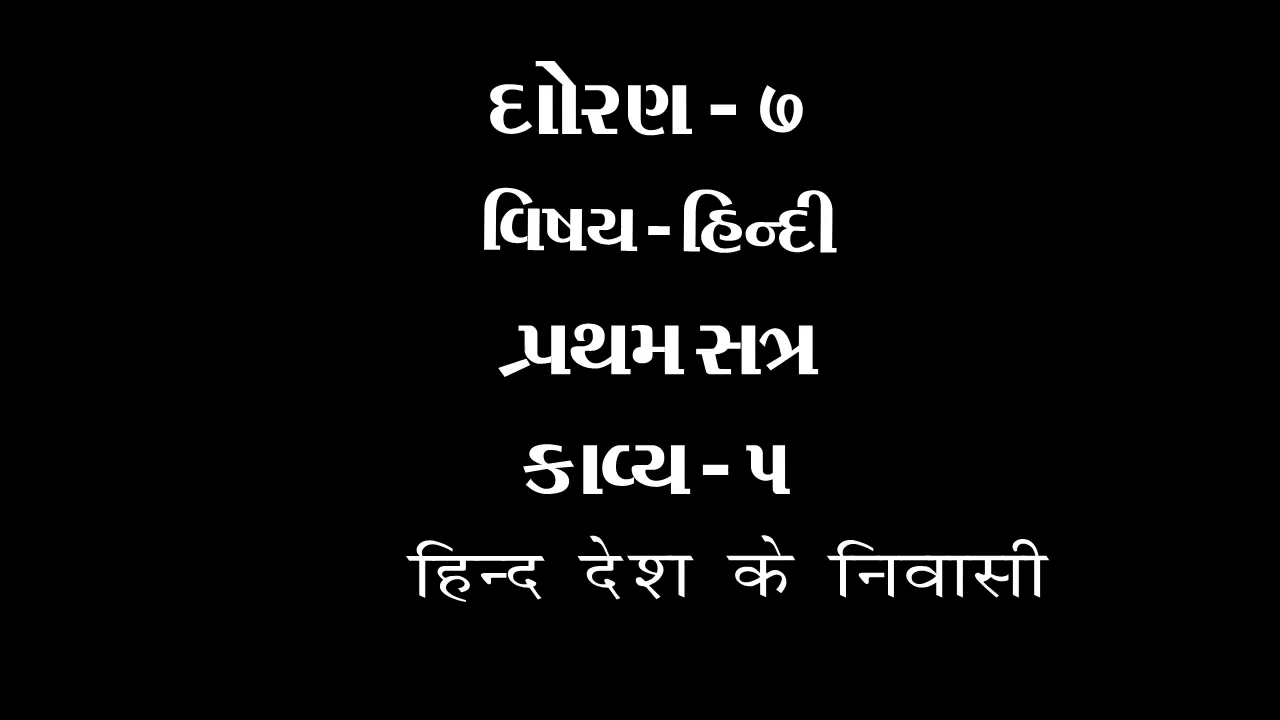 દાોરણ - ૭
વિષય - હિન્દી
પ્રથમ સત્ર
કાવ્ય - ૫
हिन्द देश के निवासी